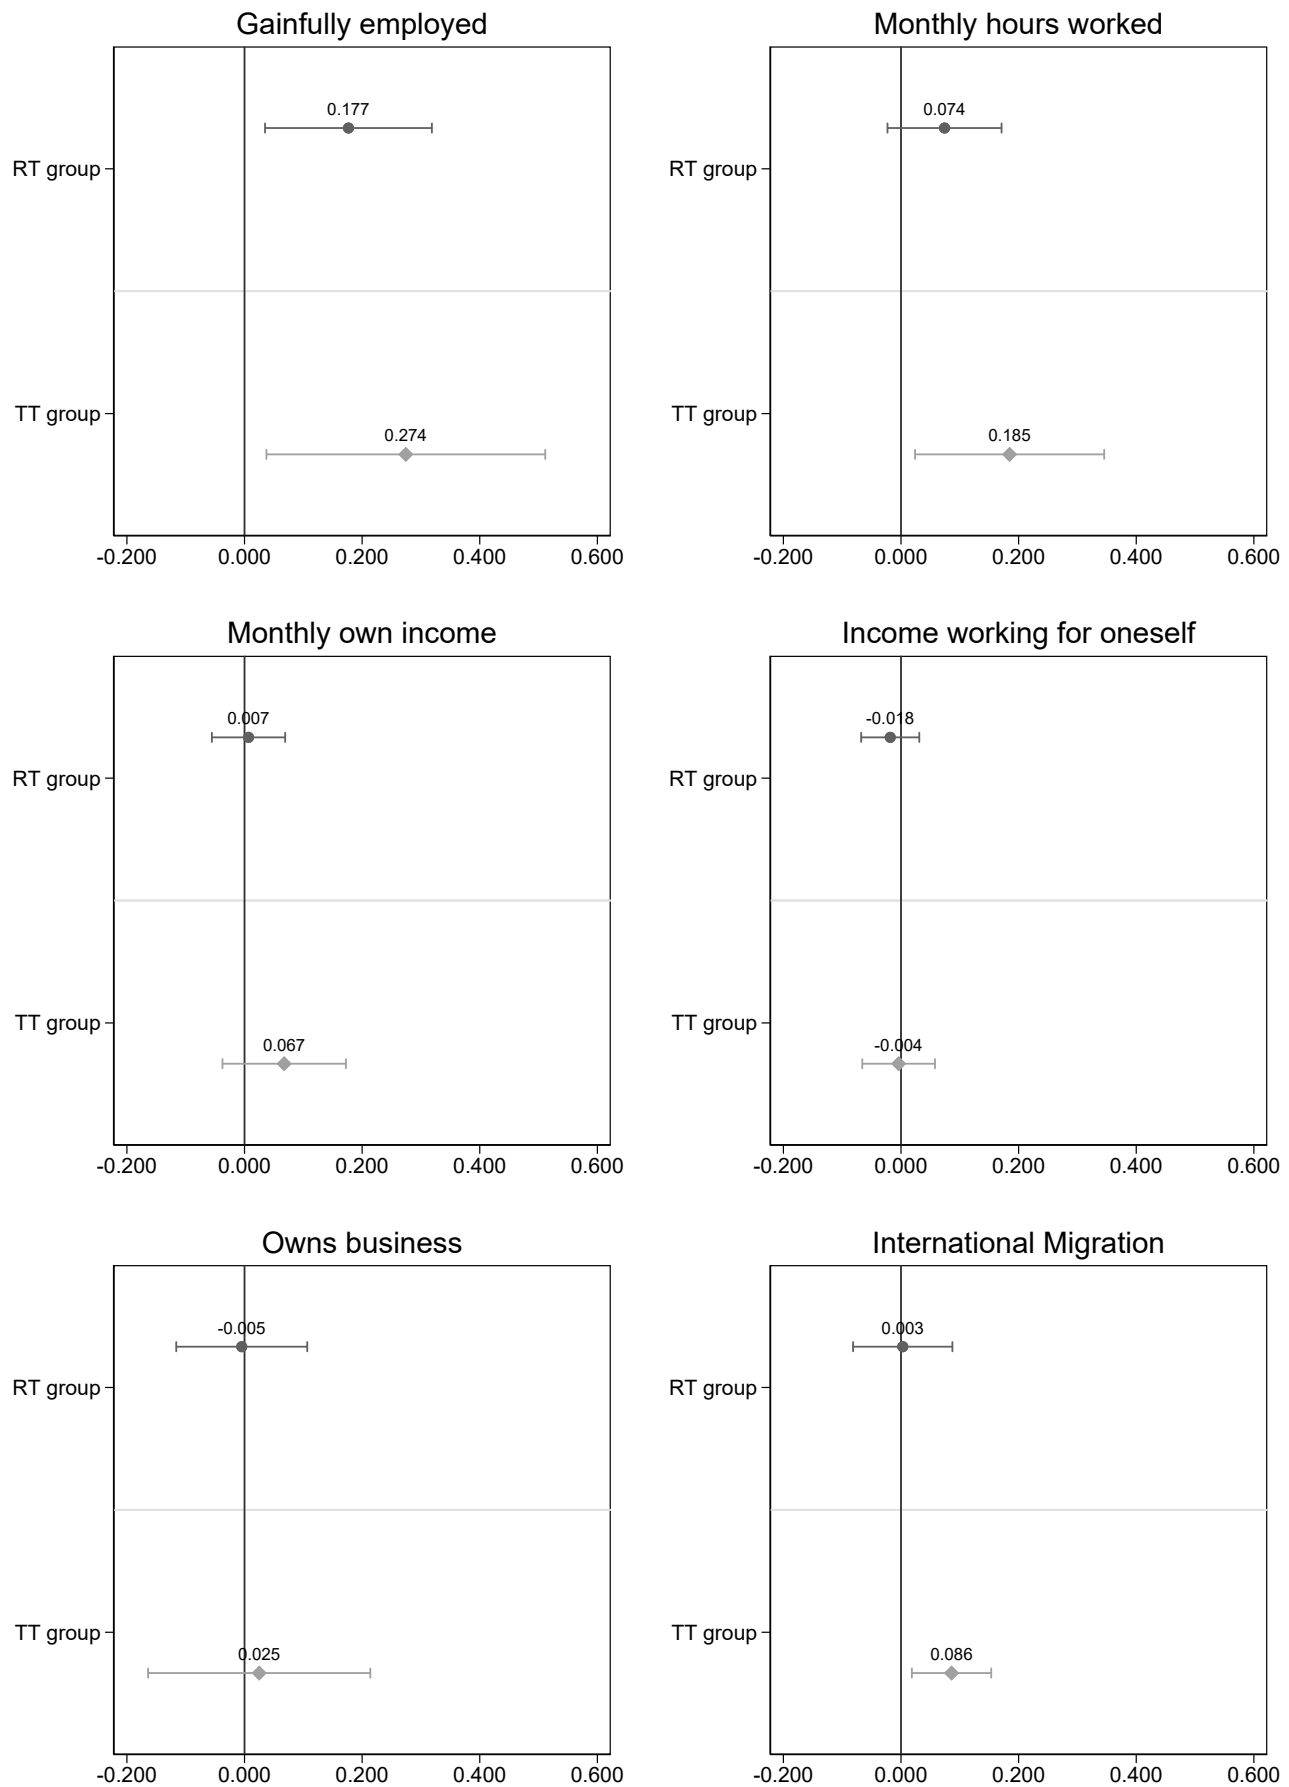 Gainfully employed
0.177
RT group
TT group
0.274
-0.200 0.000 0.200 0.400 0.600
Monthly hours worked
0.074
RT group
TT group
0.185
-0.200 0.000 0.200 0.400 0.600
Monthly own income
0.007
RT group
TT group
0.067
-0.200 0.000 0.200 0.400 0.600
Income working for oneself
-0.018
RT group
TT group
-0.004
-0.200 0.000 0.200 0.400 0.600
Owns business
-0.005
RT group
TT group
0.025
-0.200 0.000 0.200 0.400 0.600
International Migration
0.003
RT group
TT group
0.086
-0.200 0.000 0.200 0.400 0.600